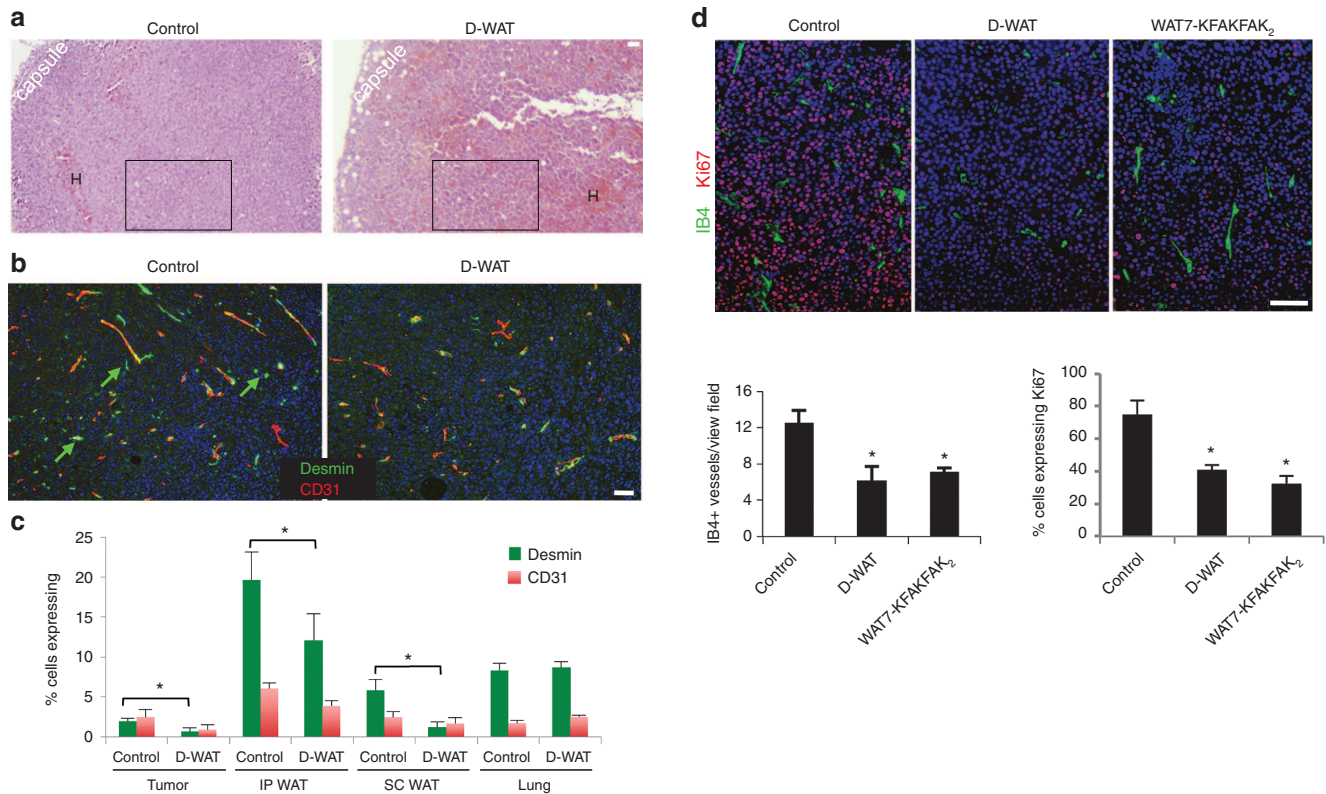 a
Control
D-WAT
capsule
H
capsule
H
b
Control
D-WAT
Desmin
CD31
c
% cells expressing
25
20
15
10
5
0
*
*
*
Desmin
CD31
Control D-WAT Control D-WAT Control D-WAT Control D-WAT
Tumor IP WAT SC WAT Lung
d
Control
D-WAT
WAT7-KFAKFAK₂
IB4 Ki67
IB4+ vessels/view field
16
12
8
4
0
*
*
Control
D-WAT
WAT7-KFAKFAK₂
% cells expressing Ki67
100
80
60
40
20
0
*
*
Control
D-WAT
WAT7-KFAKFAK₂